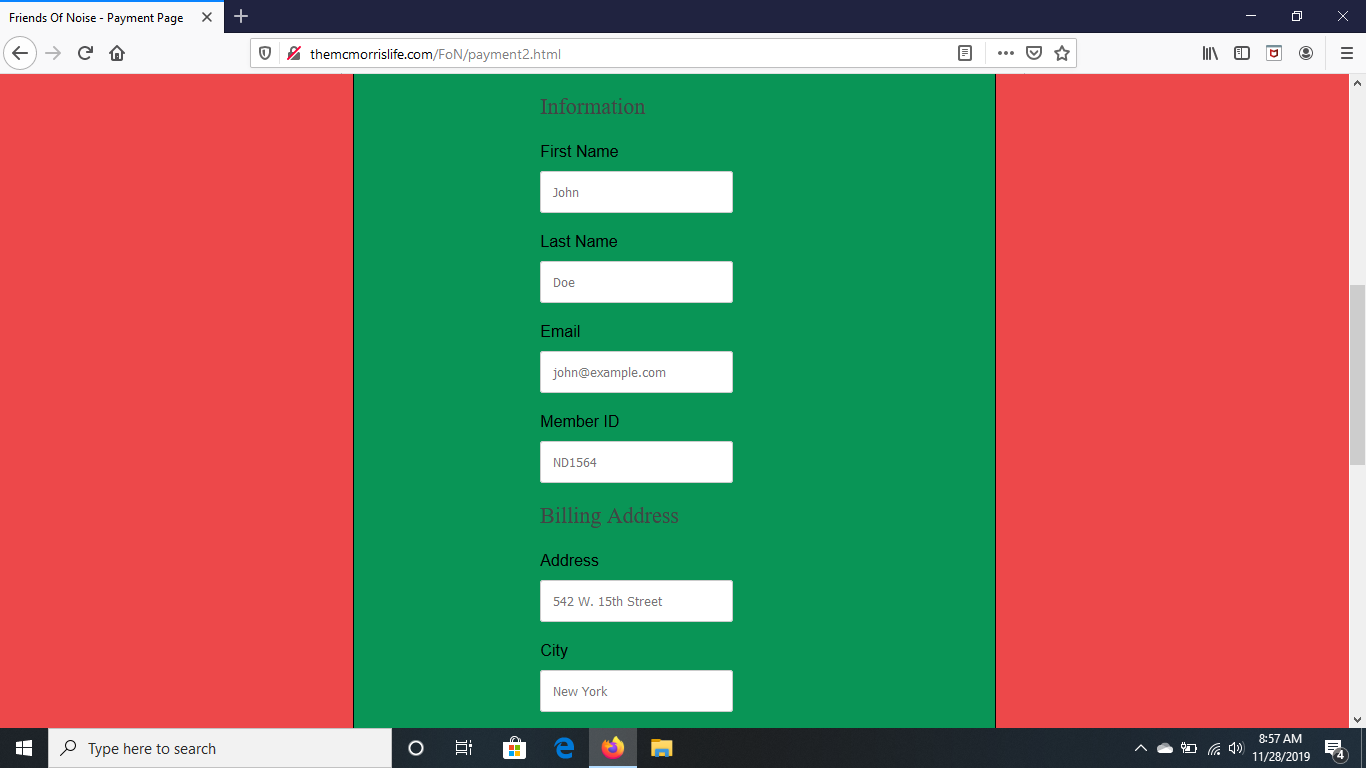 Friends Of Noise - Payment Page
themcmorrislife.com/FoN/payment2.html
Information
First Name
John
Last Name
Doe
Email
john@example.com
Member ID
ND1564
Billing Address
Address
542 W. 15th Street
City
New York
Type here to search
8:57 AM
11/28/2019
4